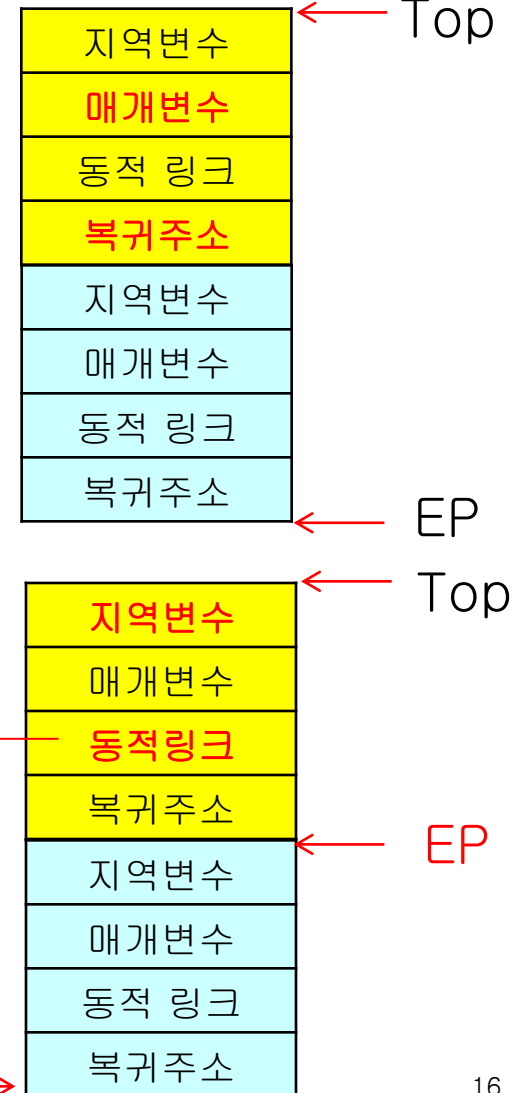 Top
지역변수
매개변수
동적 링크
복귀주소
지역변수
매개변수
동적 링크
복귀주소
EP
Top
지역변수
매개변수
동적링크
복귀주소
EP
지역변수
매개변수
동적 링크
복귀주소
16